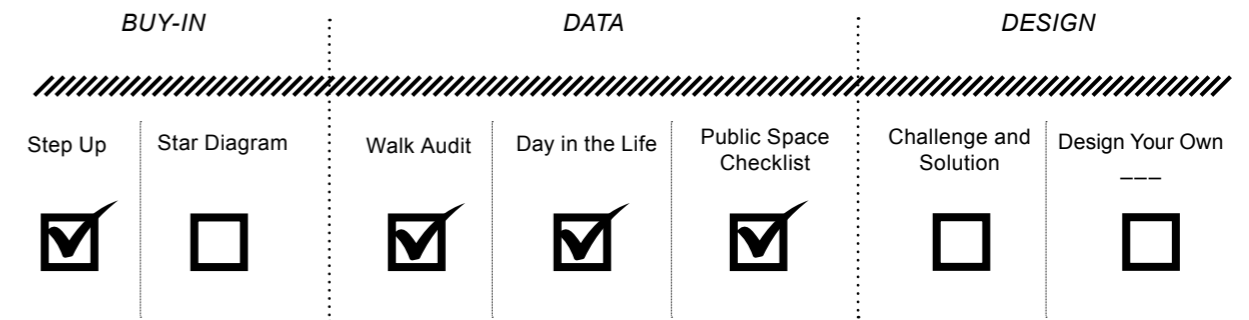 BUY-IN
DATA
DESIGN
Step Up
Star Diagram
Walk Audit
Day in the Life
Public Space
Checklist
Challenge and
Solution
Design Your Own
___